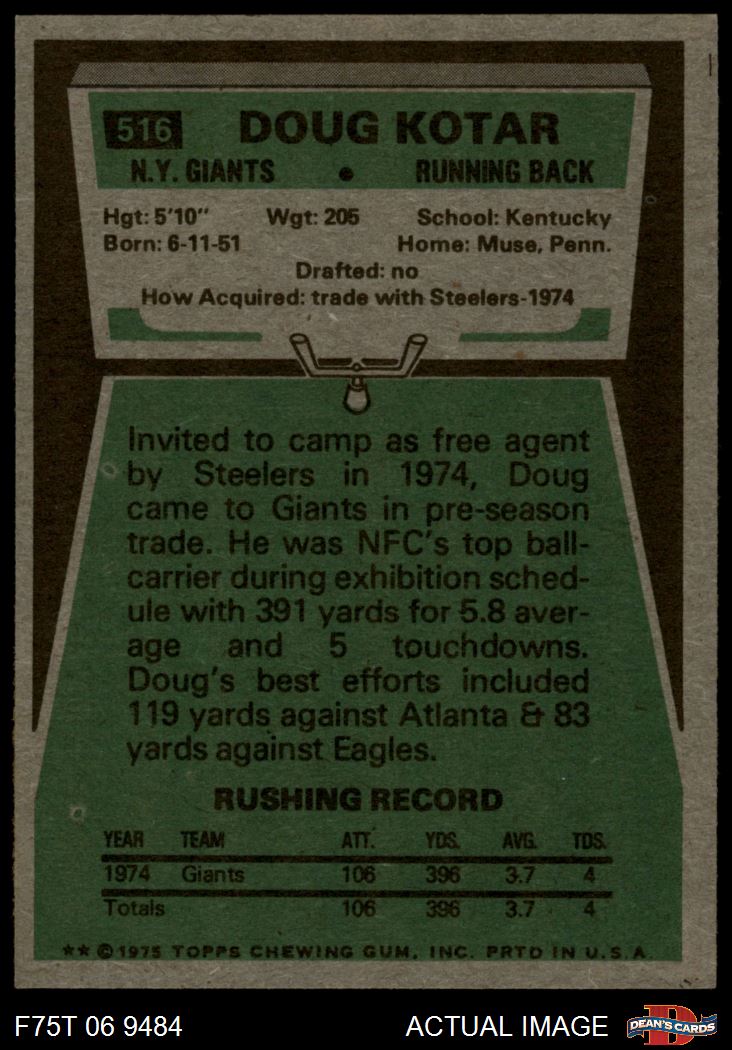 516 DOUG KOTAR
N.Y. GIANTS • RUNNING BACK
Hgt: 5'10" Wgt: 205 School: Kentucky
Born: 6-11-51 Home: Muse, Penn.
Drafted: no
How Acquired: trade with Steelers-1974
Invited to camp as free agent
by Steelers in 1974, Doug
came to Giants in pre-season
trade. He was NFC's top ball-
carrier during exhibition sched-
ule with 391 yards for 5.8 aver-
age and 5 touchdowns.
Doug's best efforts included
119 yards against Atlanta & 83
yards against Eagles.
RUSHING RECORD
YEAR TEAM ATT. YDS. AVG. TDS.
1974 Giants 106 396 3.7 4
Totals 106 396 3.7 4
** © 1975 TOPPS CHEWING GUM, INC. PRTD IN U.S.A.
F75T 06 9484 ACTUAL IMAGE DEAN'S CARDS